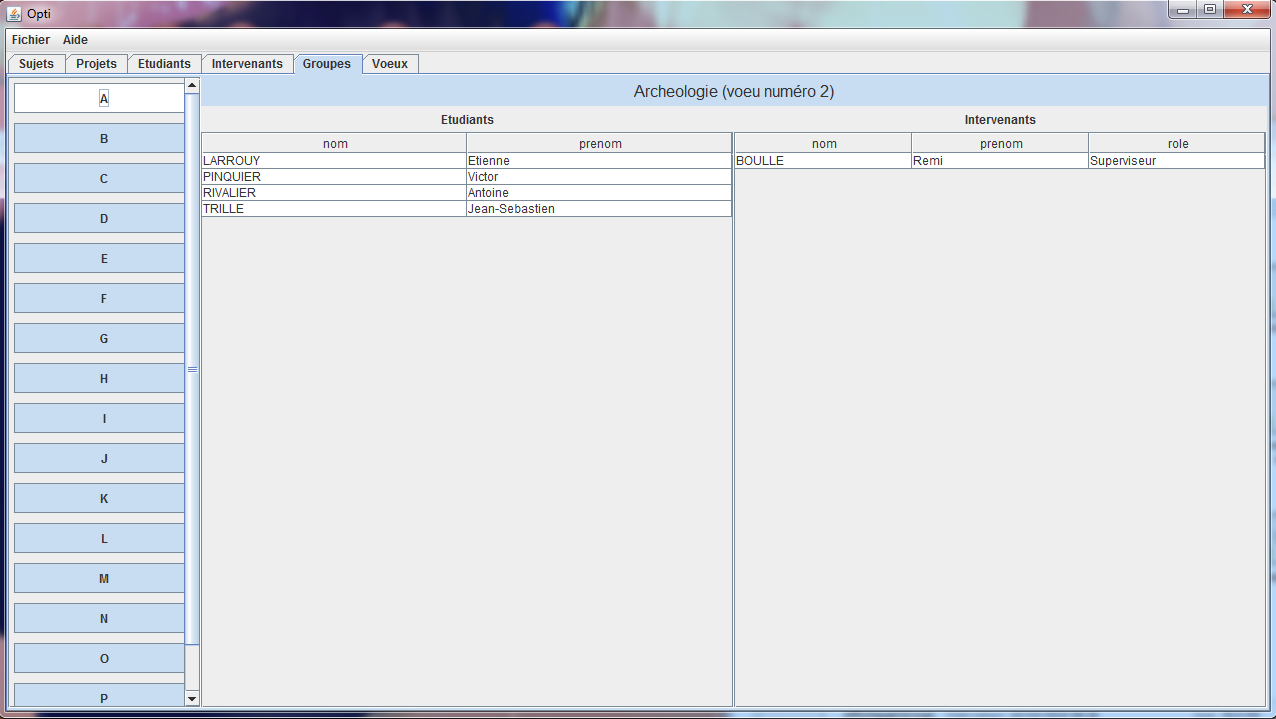 Opti
Fichier Aide
Sujets Projets Etudiants Intervenants Groupes Voeux
A
B
C
D
E
F
G
H
I
J
K
L
M
N
O
P
Archeologie (voeu numéro 2)
Etudiants
nom prenom
LARROUY Etienne
PINQUIER Victor
RIVALIER Antoine
TRILLE Jean-Sebastien
Intervenants
nom prenom role
BOULLE Remi Superviseur